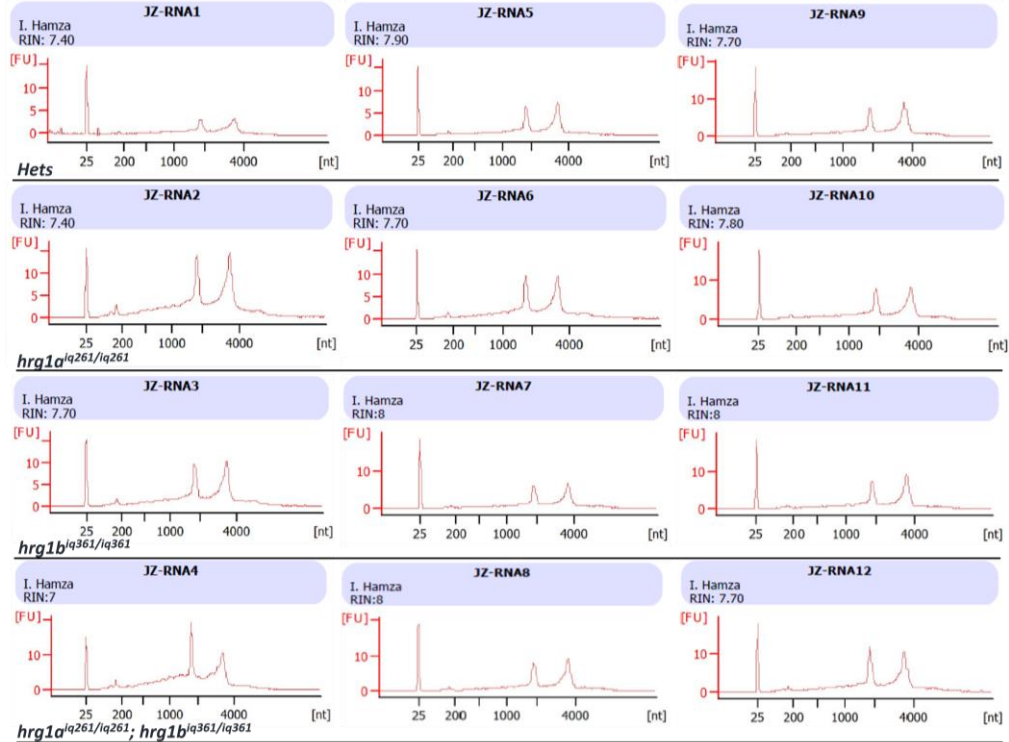 JZ-RNA1
I. Hamza
RIN: 7.40
[FU]
10
5
0
25 200 1000 4000 [nt]
JZ-RNA5
I. Hamza
RIN: 7.90
[FU]
10
5
0
25 200 1000 4000 [nt]
JZ-RNA9
I. Hamza
RIN: 7.70
[FU]
10
0
25 200 1000 4000 [nt]
Hets
JZ-RNA2
I. Hamza
RIN: 7.40
[FU]
10
5
0
25 200 1000 4000 [nt]
JZ-RNA6
I. Hamza
RIN: 7.70
[FU]
10
5
0
25 200 1000 4000 [nt]
JZ-RNA10
I. Hamza
RIN: 7.80
[FU]
10
0
25 200 1000 4000 [nt]
hrg1a^iq261/iq261
JZ-RNA3
I. Hamza
RIN: 7.70
[FU]
10
5
0
25 200 1000 4000 [nt]
JZ-RNA7
I. Hamza
RIN:8
[FU]
10
0
25 200 1000 4000 [nt]
JZ-RNA11
I. Hamza
RIN:8
[FU]
10
0
25 200 1000 4000 [nt]
hrg1b^iq361/iq361
JZ-RNA4
I. Hamza
RIN:7
[FU]
10
0
25 200 1000 4000 [nt]
JZ-RNA8
I. Hamza
RIN:8
[FU]
10
0
25 200 1000 4000 [nt]
JZ-RNA12
I. Hamza
RIN: 7.70
[FU]
10
0
25 200 1000 4000 [nt]
hrg1a^iq261/iq261; hrg1b^iq361/iq361